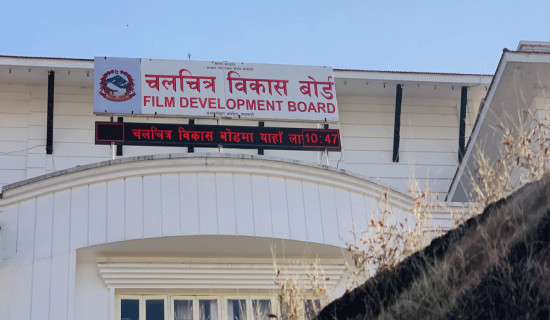 चलचित्र विकास बोर्ड
FILM DEVELOPMENT BOARD
चलचित्र विकास बोर्डमा यहाँ 10:47